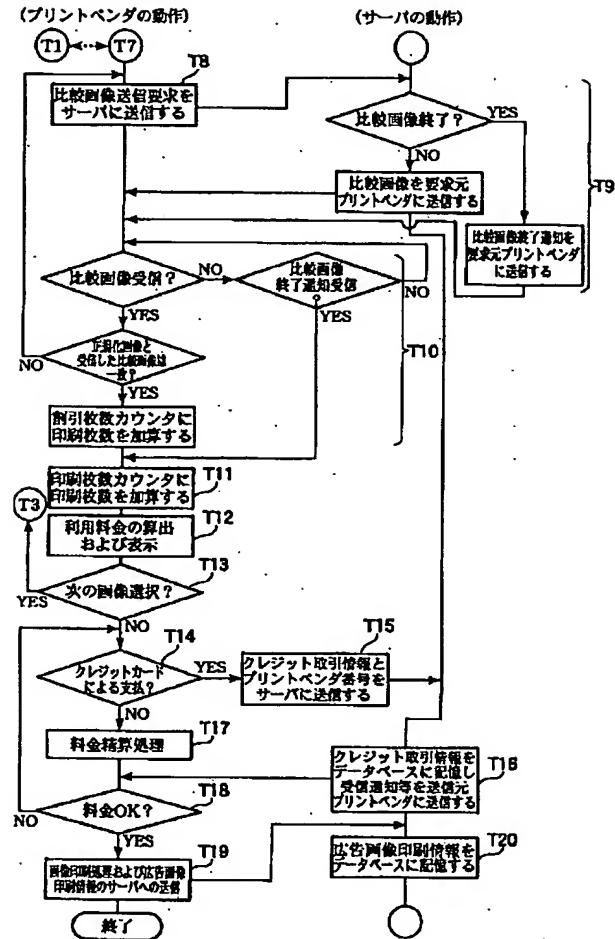 (プリントベンダの動作)
(サーバの動作)
T1
T7
T8
比較画像送信要求を
サーバに送信する
比較画像終了?
YES
NO
T9
比較画像を要求元
プリントベンダに送信する
比較画像終了通知を
要求元プリントベンダ
に送信する
比較画像受信?
NO
YES
比較画像
終了通知受信
NO
YES
T10
正規化画像と
受信した比較画像は
一致?
NO
YES
割引枚数カウンタに
印刷枚数を加算する
T11
印刷枚数カウンタに
印刷枚数を加算する
T3
T12
利用料金の算出
および表示
T13
次の画像選択?
YES
NO
T14
クレジットカード
による支払?
YES
NO
T15
クレジット取引情報と
プリントベンダ番号を
サーバに送信する
T17
料金精算処理
T16
クレジット取引情報を
データベースに記憶し
受信通知等を送信元
プリントベンダに送信する
T18
料金OK?
NO
YES
T19
画像印刷処理および広告画像
印刷情報のサーバへの送信
T20
広告画像印刷情報を
データベースに記憶する
終了